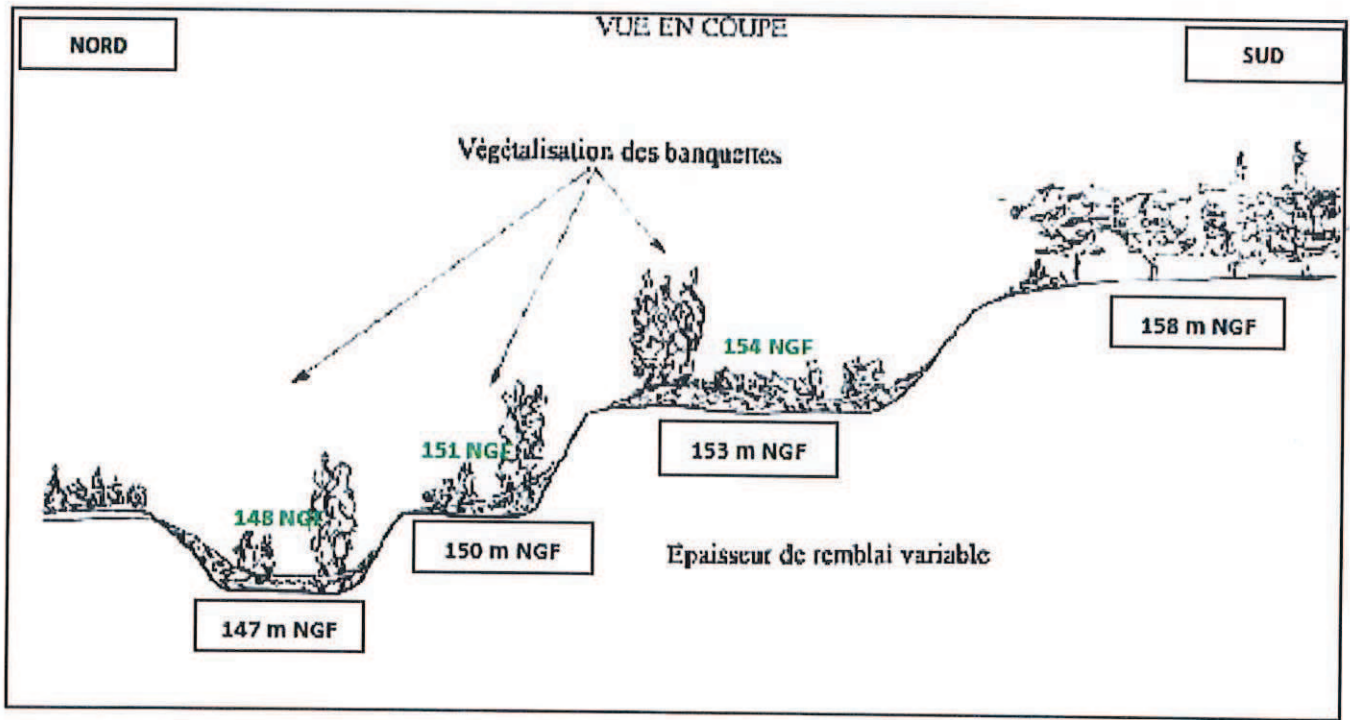 VUE EN COUPE
NORD
SUD
Végétalisation des banquettes
158 m NGF
154 NGF
153 m NGF
151 NGF
150 m NGF
Epaisseur de remblai variable
148 NGF
147 m NGF